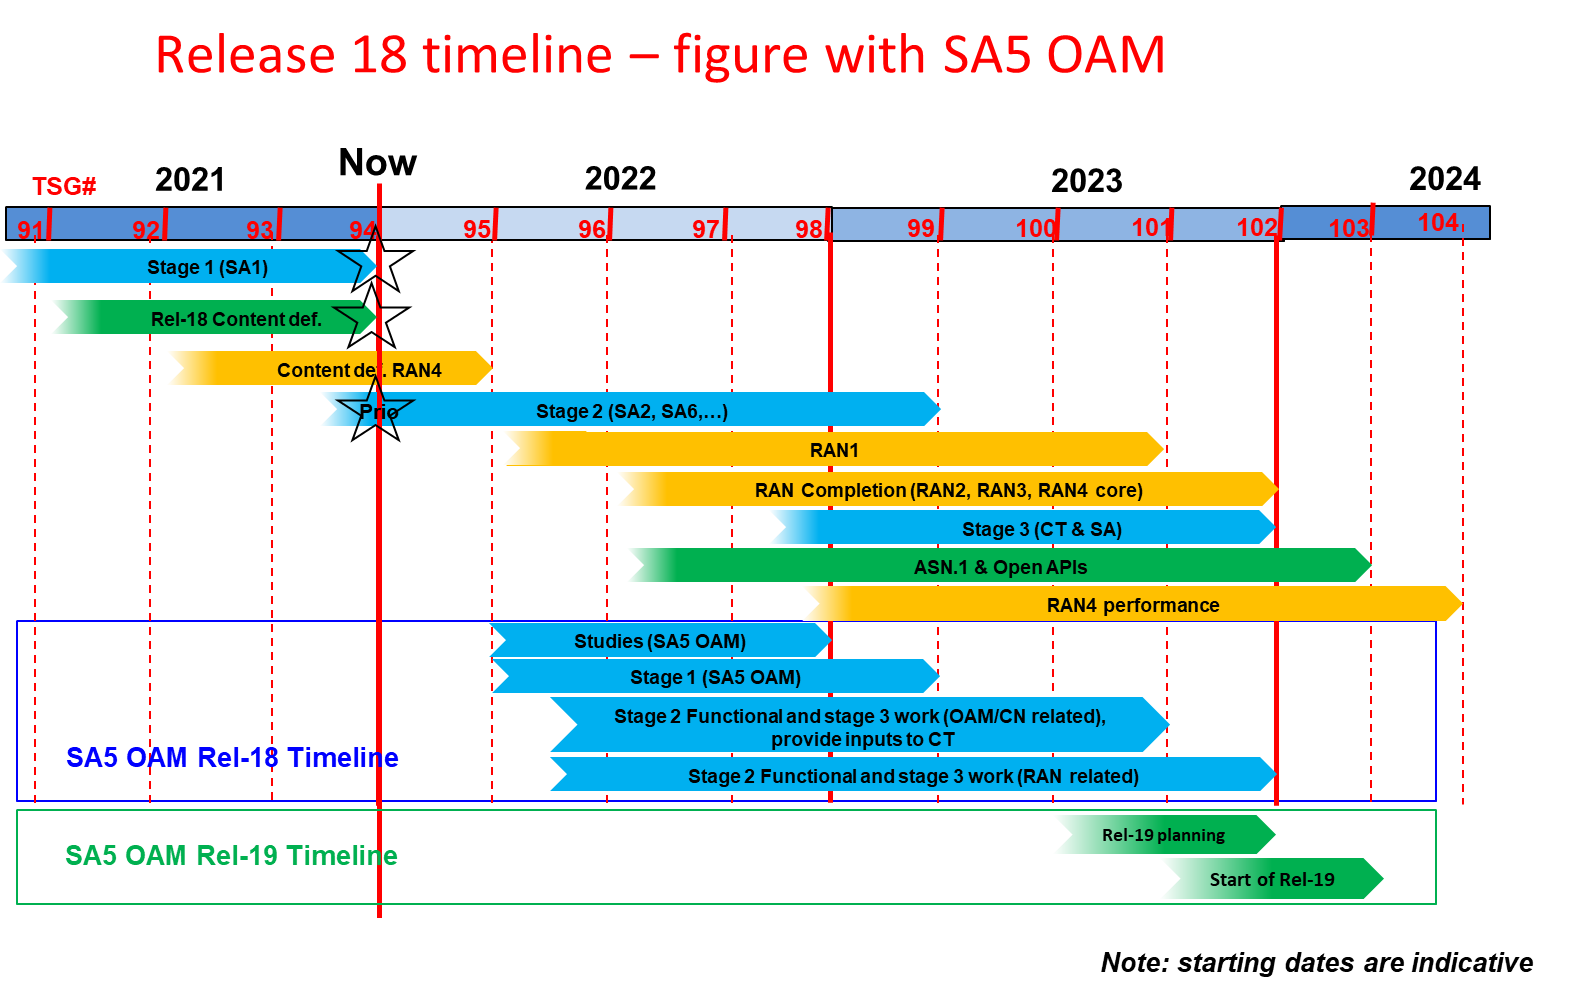 Release 18 timeline – figure with SA5 OAM
Now
TSG#
2021
2022
2023
2024
91 92 93 94 95 96 97 98 99 100 101 102 103 104
Stage 1 (SA1)
Rel-18 Content def.
Content def. RAN4
Prio
Stage 2 (SA2, SA6,…)
RAN1
RAN Completion (RAN2, RAN3, RAN4 core)
Stage 3 (CT & SA)
ASN.1 & Open APIs
RAN4 performance
Studies (SA5 OAM)
Stage 1 (SA5 OAM)
Stage 2 Functional and stage 3 work (OAM/CN related),
provide inputs to CT
SA5 OAM Rel-18 Timeline
Stage 2 Functional and stage 3 work (RAN related)
Rel-19 planning
SA5 OAM Rel-19 Timeline
Start of Rel-19
Note: starting dates are indicative